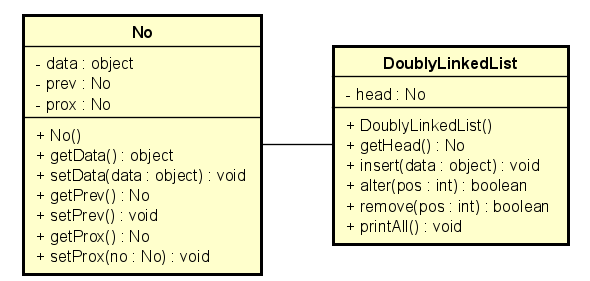 No
- data : object
- prev : No
- prox : No
+ No()
+ getData() : object
+ setData(data : object) : void
+ getPrev() : No
+ setPrev() : void
+ getProx() : No
+ setProx(no : No) : void
DoublyLinkedList
- head : No
+ DoublyLinkedList()
+ getHead() : No
+ insert(data : object) : void
+ alter(pos : int) : boolean
+ remove(pos : int) : boolean
+ printAll() : void